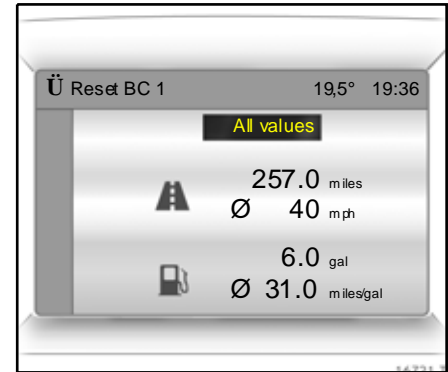 Ü Reset BC 1 19,5° 19:36
All values
257.0 miles
Ø 40 mph
6.0 gal
Ø 31.0 miles/gal